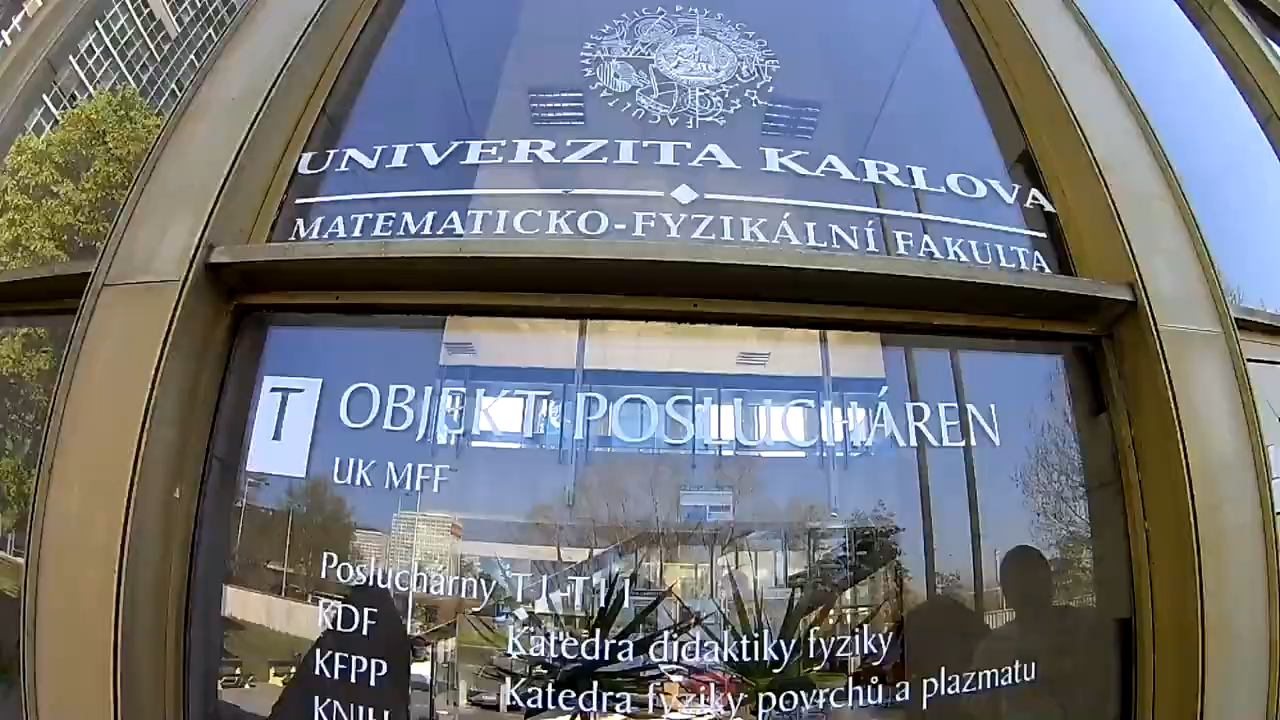 UNIVERZITA KARLOVA
MATEMATICKO-FYZIKÁLNÍ FAKULTA
T OBJEKT POSLUCHÁREN
UK MFF
Posluchárny T1-T11
KDF Katedra didaktiky fyziky
KFPP Katedra fyziky povrchů a plazmatu